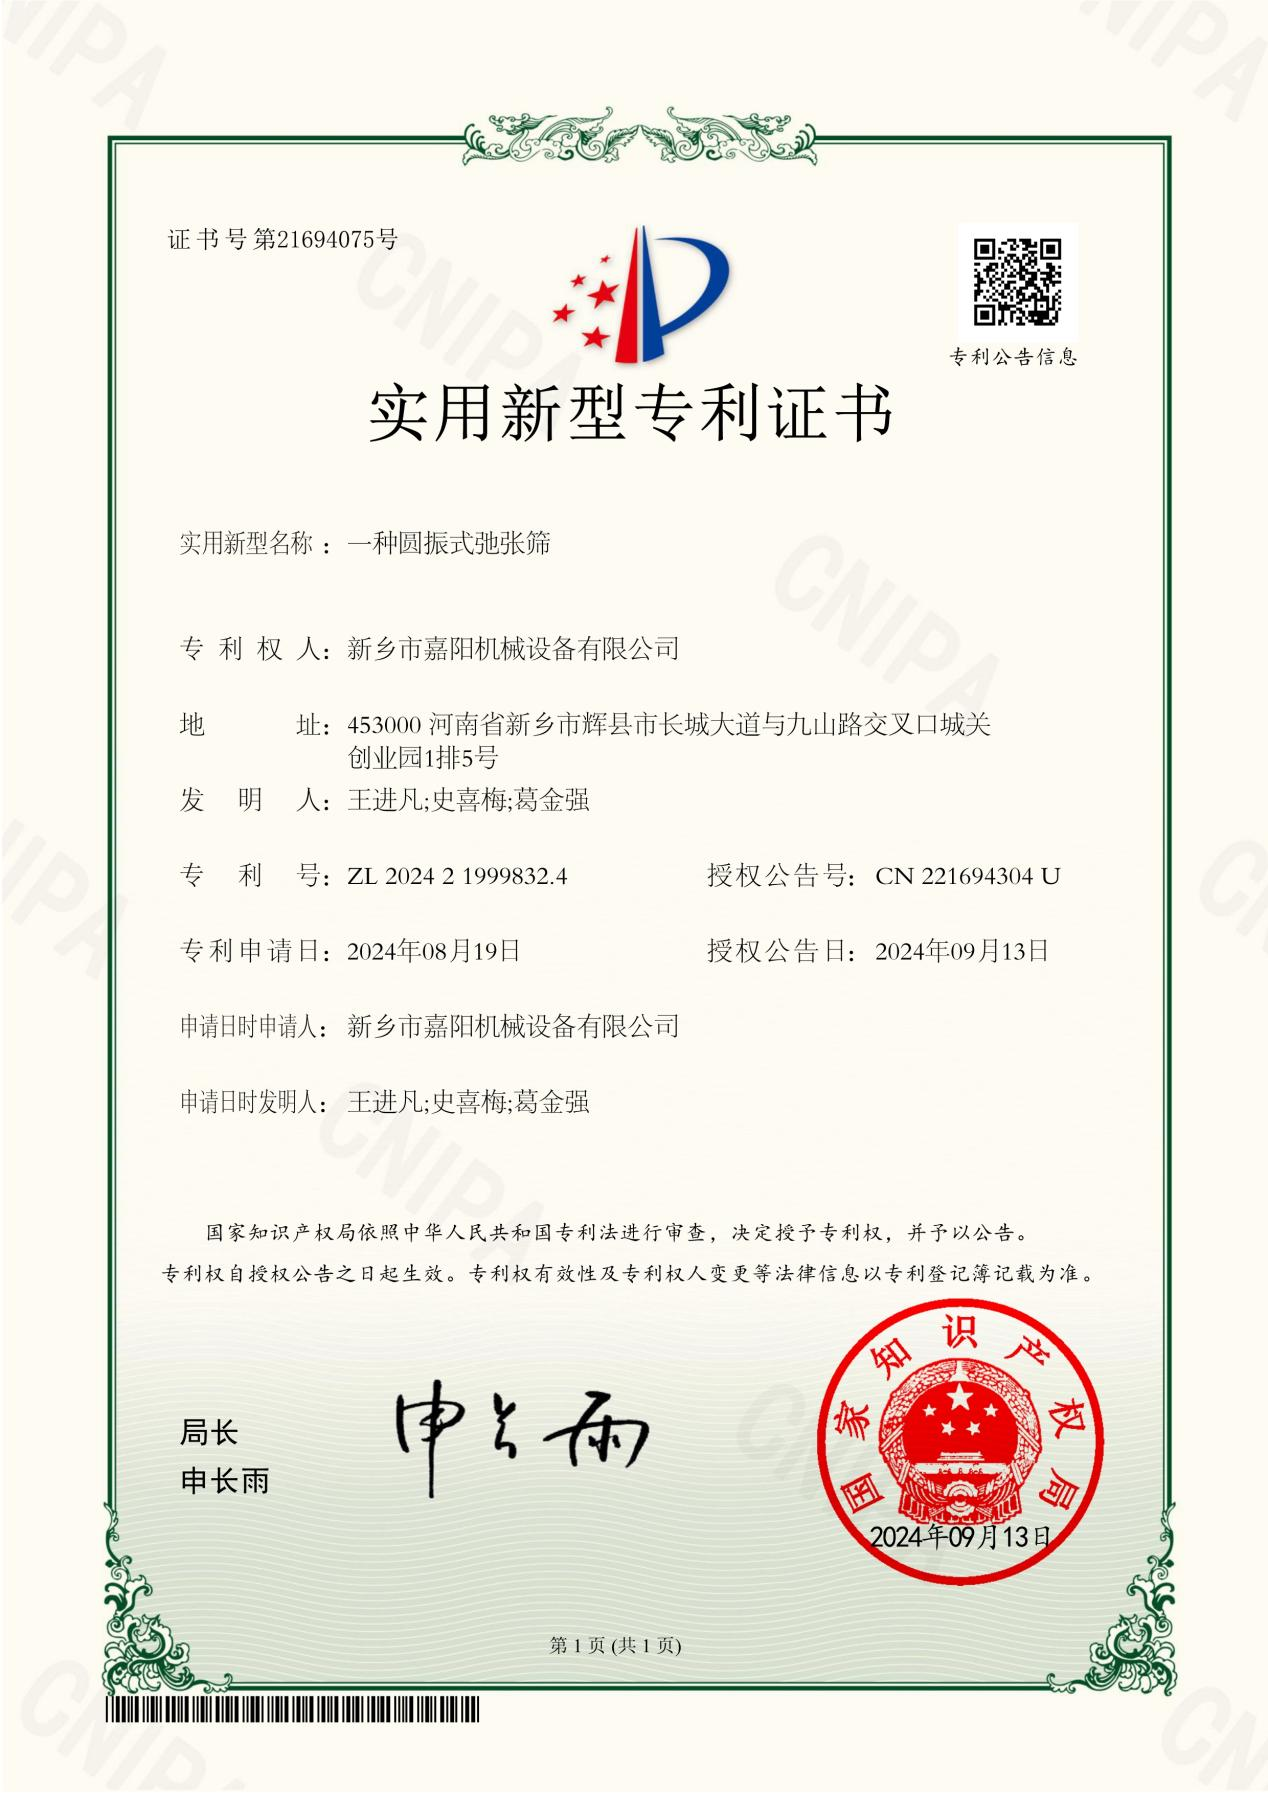 证书号第21694075号
专利公告信息
实用新型专利证书
实用新型名称：一种圆振式弛张筛
专利权人：新乡市嘉阳机械设备有限公司
地址：453000 河南省新乡市辉县市长城大道与九山路交叉口城关
创业园1排5号
发明人：王进凡;史喜梅;葛金强
专利号：ZL 2024 2 1999832.4 授权公告号：CN 221694304 U
专利申请日：2024年08月19日 授权公告日：2024年09月13日
申请日时申请人：新乡市嘉阳机械设备有限公司
申请日时发明人：王进凡;史喜梅;葛金强
国家知识产权局依照中华人民共和国专利法进行审查，决定授予专利权，并予以公告。
专利权自授权公告之日起生效。专利权有效性及专利权人变更等法律信息以专利登记簿记载为准。
局长
申长雨
申长雨
国家知识产权局
2024年09月13日
第 1 页 (共 1 页)
CNIPA
CNIPA
CNIPA
CNIPA
CNIPA
CNIPA
CNIPA
CNIPA